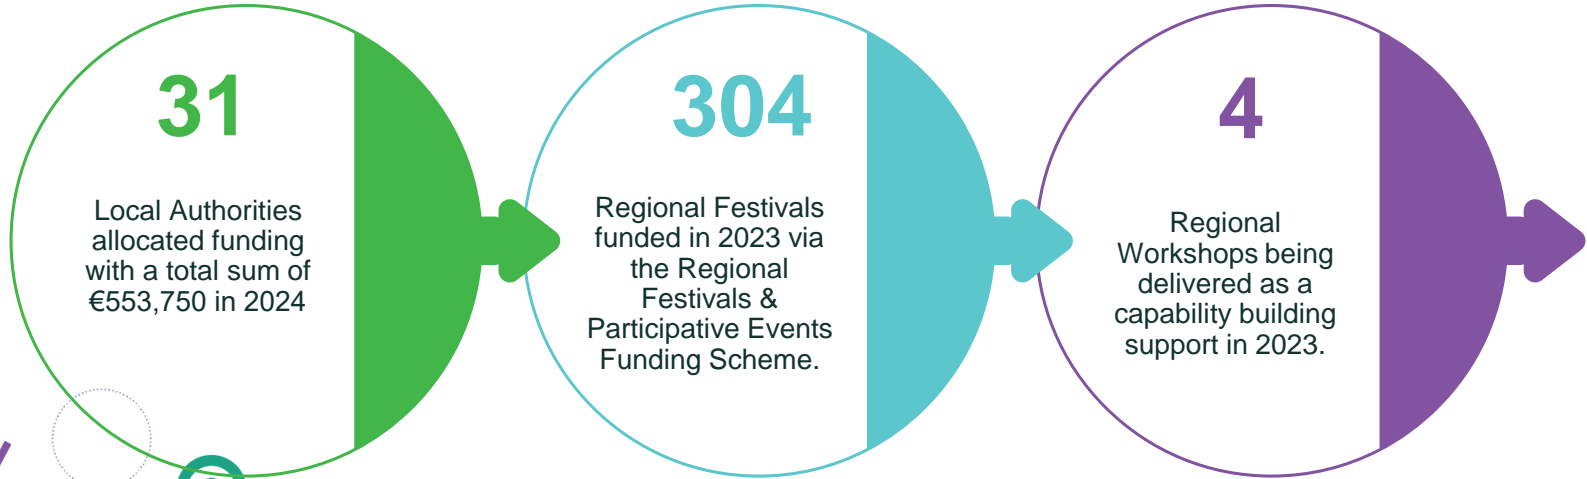 31
Local Authorities
allocated funding
with a total sum of
€553,750 in 2024
304
Regional Festivals
funded in 2023 via
the Regional
Festivals &
Participative Events
Funding Scheme.
4
Regional
Workshops being
delivered as a
capability building
support in 2023.